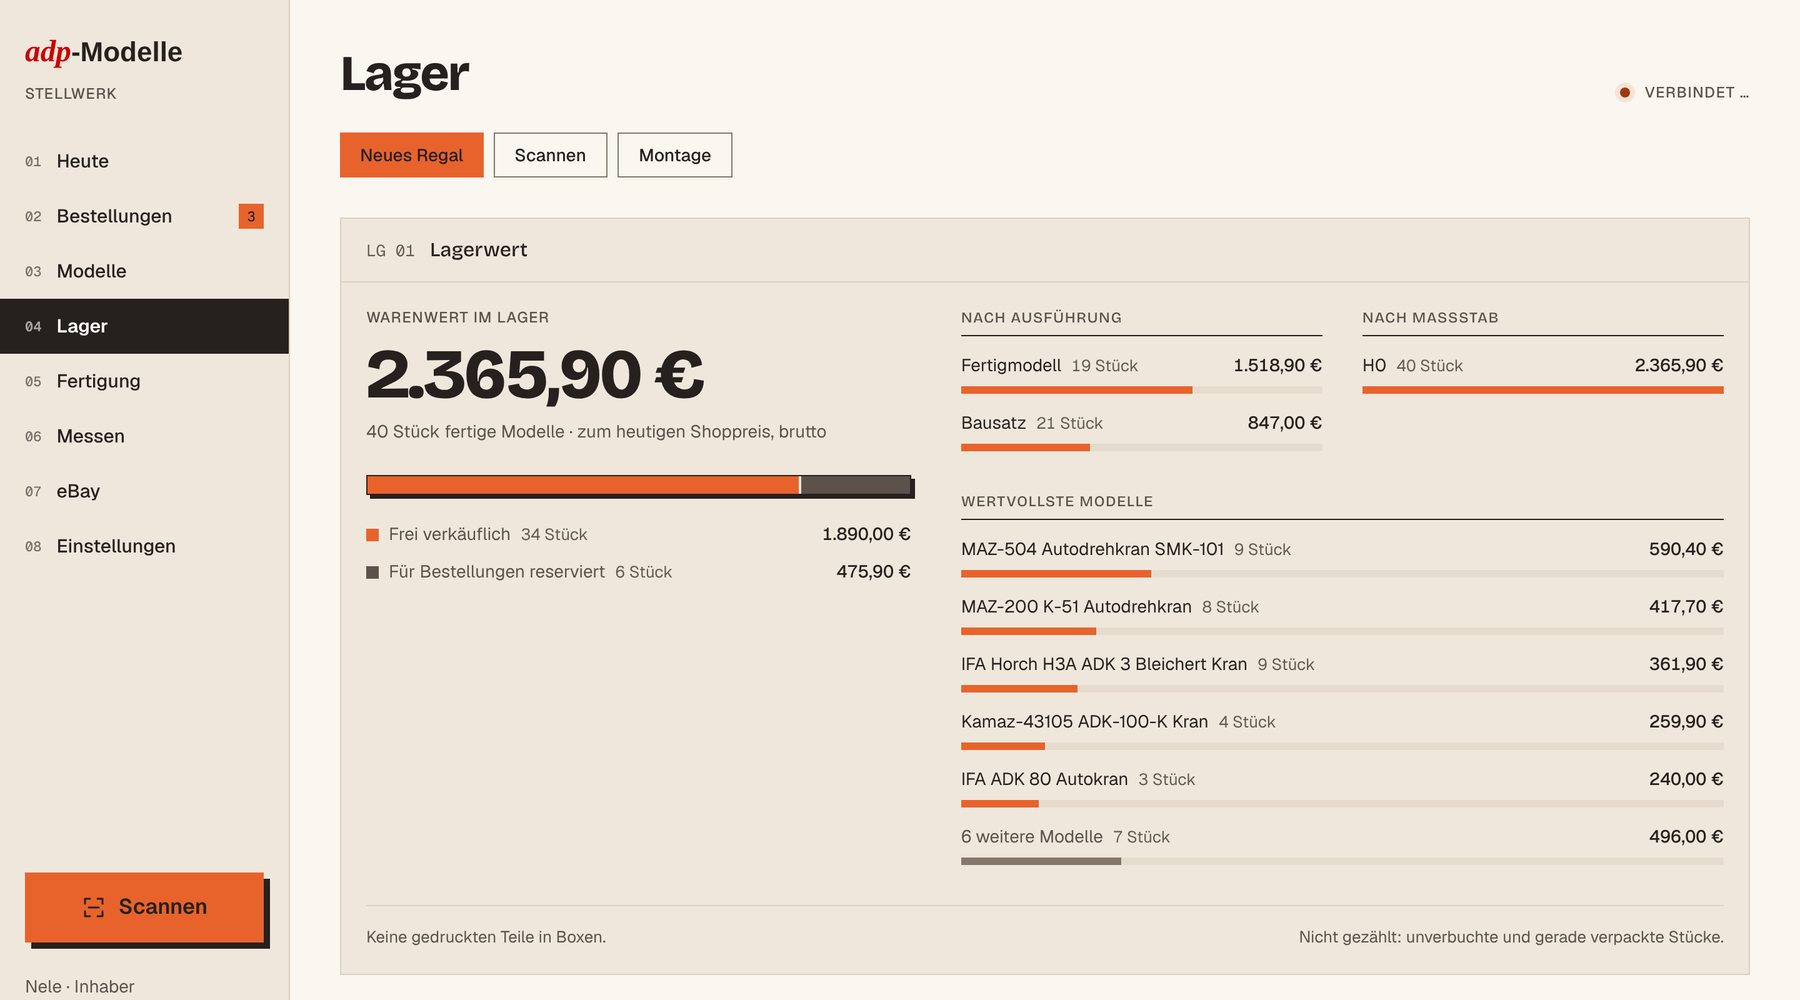 adp-Modelle
STELLWERK
01 Heute
02 Bestellungen 3
03 Modelle
04 Lager
05 Fertigung
06 Messen
07 eBay
08 Einstellungen
Scannen
Nele · Inhaber
Lager
VERBINDET …
Neues Regal Scannen Montage
LG 01 Lagerwert
WARENWERT IM LAGER
2.365,90 €
40 Stück fertige Modelle · zum heutigen Shoppreis, brutto
Frei verkäuflich 34 Stück 1.890,00 €
Für Bestellungen reserviert 6 Stück 475,90 €
NACH AUSFÜHRUNG
Fertigmodell 19 Stück 1.518,90 €
Bausatz 21 Stück 847,00 €
NACH MASSSTAB
H0 40 Stück 2.365,90 €
WERTVOLLSTE MODELLE
MAZ-504 Autodrehkran SMK-101 9 Stück 590,40 €
MAZ-200 K-51 Autodrehkran 8 Stück 417,70 €
IFA Horch H3A ADK 3 Bleichert Kran 9 Stück 361,90 €
Kamaz-43105 ADK-100-K Kran 4 Stück 259,90 €
IFA ADK 80 Autokran 3 Stück 240,00 €
6 weitere Modelle 7 Stück 496,00 €
Keine gedruckten Teile in Boxen.
Nicht gezählt: unverbuchte und gerade verpackte Stücke.